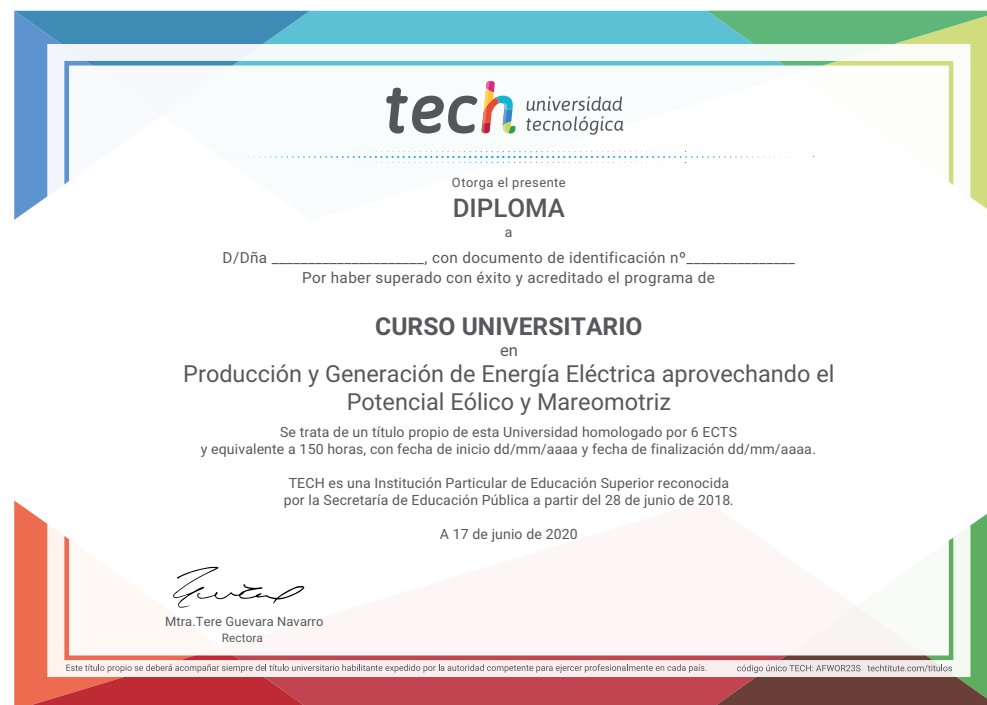 tech universidad
tecnológica
Otorga el presente
DIPLOMA
a
D/Dña _____________________, con documento de identificación nº_______________
Por haber superado con éxito y acreditado el programa de
CURSO UNIVERSITARIO
en
Producción y Generación de Energía Eléctrica aprovechando el
Potencial Eólico y Mareomotriz
Se trata de un título propio de esta Universidad homologado por 6 ECTS
y equivalente a 150 horas, con fecha de inicio dd/mm/aaaa y fecha de finalización dd/mm/aaaa.
TECH es una Institución Particular de Educación Superior reconocida
por la Secretaría de Educación Pública a partir del 28 de junio de 2018.
A 17 de junio de 2020
Mtra.Tere Guevara Navarro
Rectora
Este título propio se deberá acompañar siempre del título universitario habilitante expedido por la autoridad competente para ejercer profesionalmente en cada país. código único TECH: AFWOR23S techtitute.com/titulos